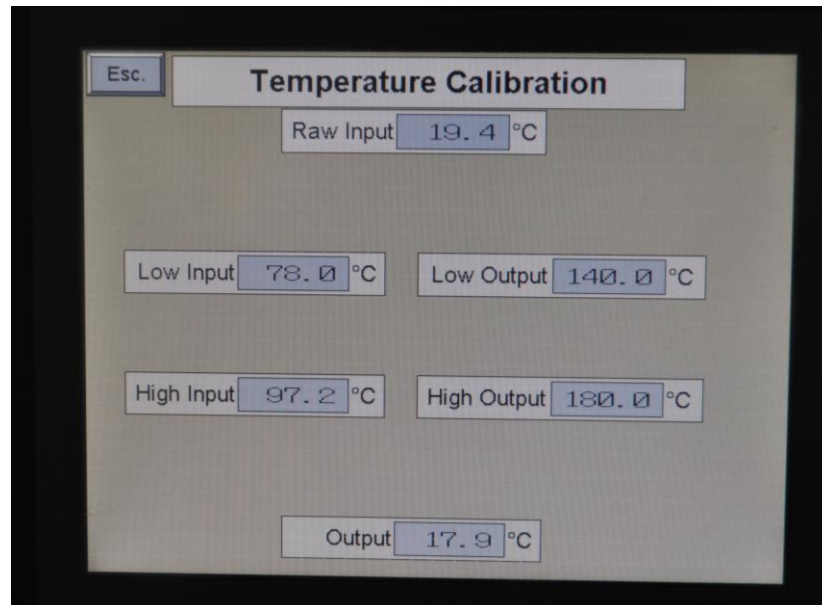 Esc.
Temperature Calibration
Raw Input 19.4 °C
Low Input 78.0 °C Low Output 140.0 °C
High Input 97.2 °C High Output 180.0 °C
Output 17.9 °C